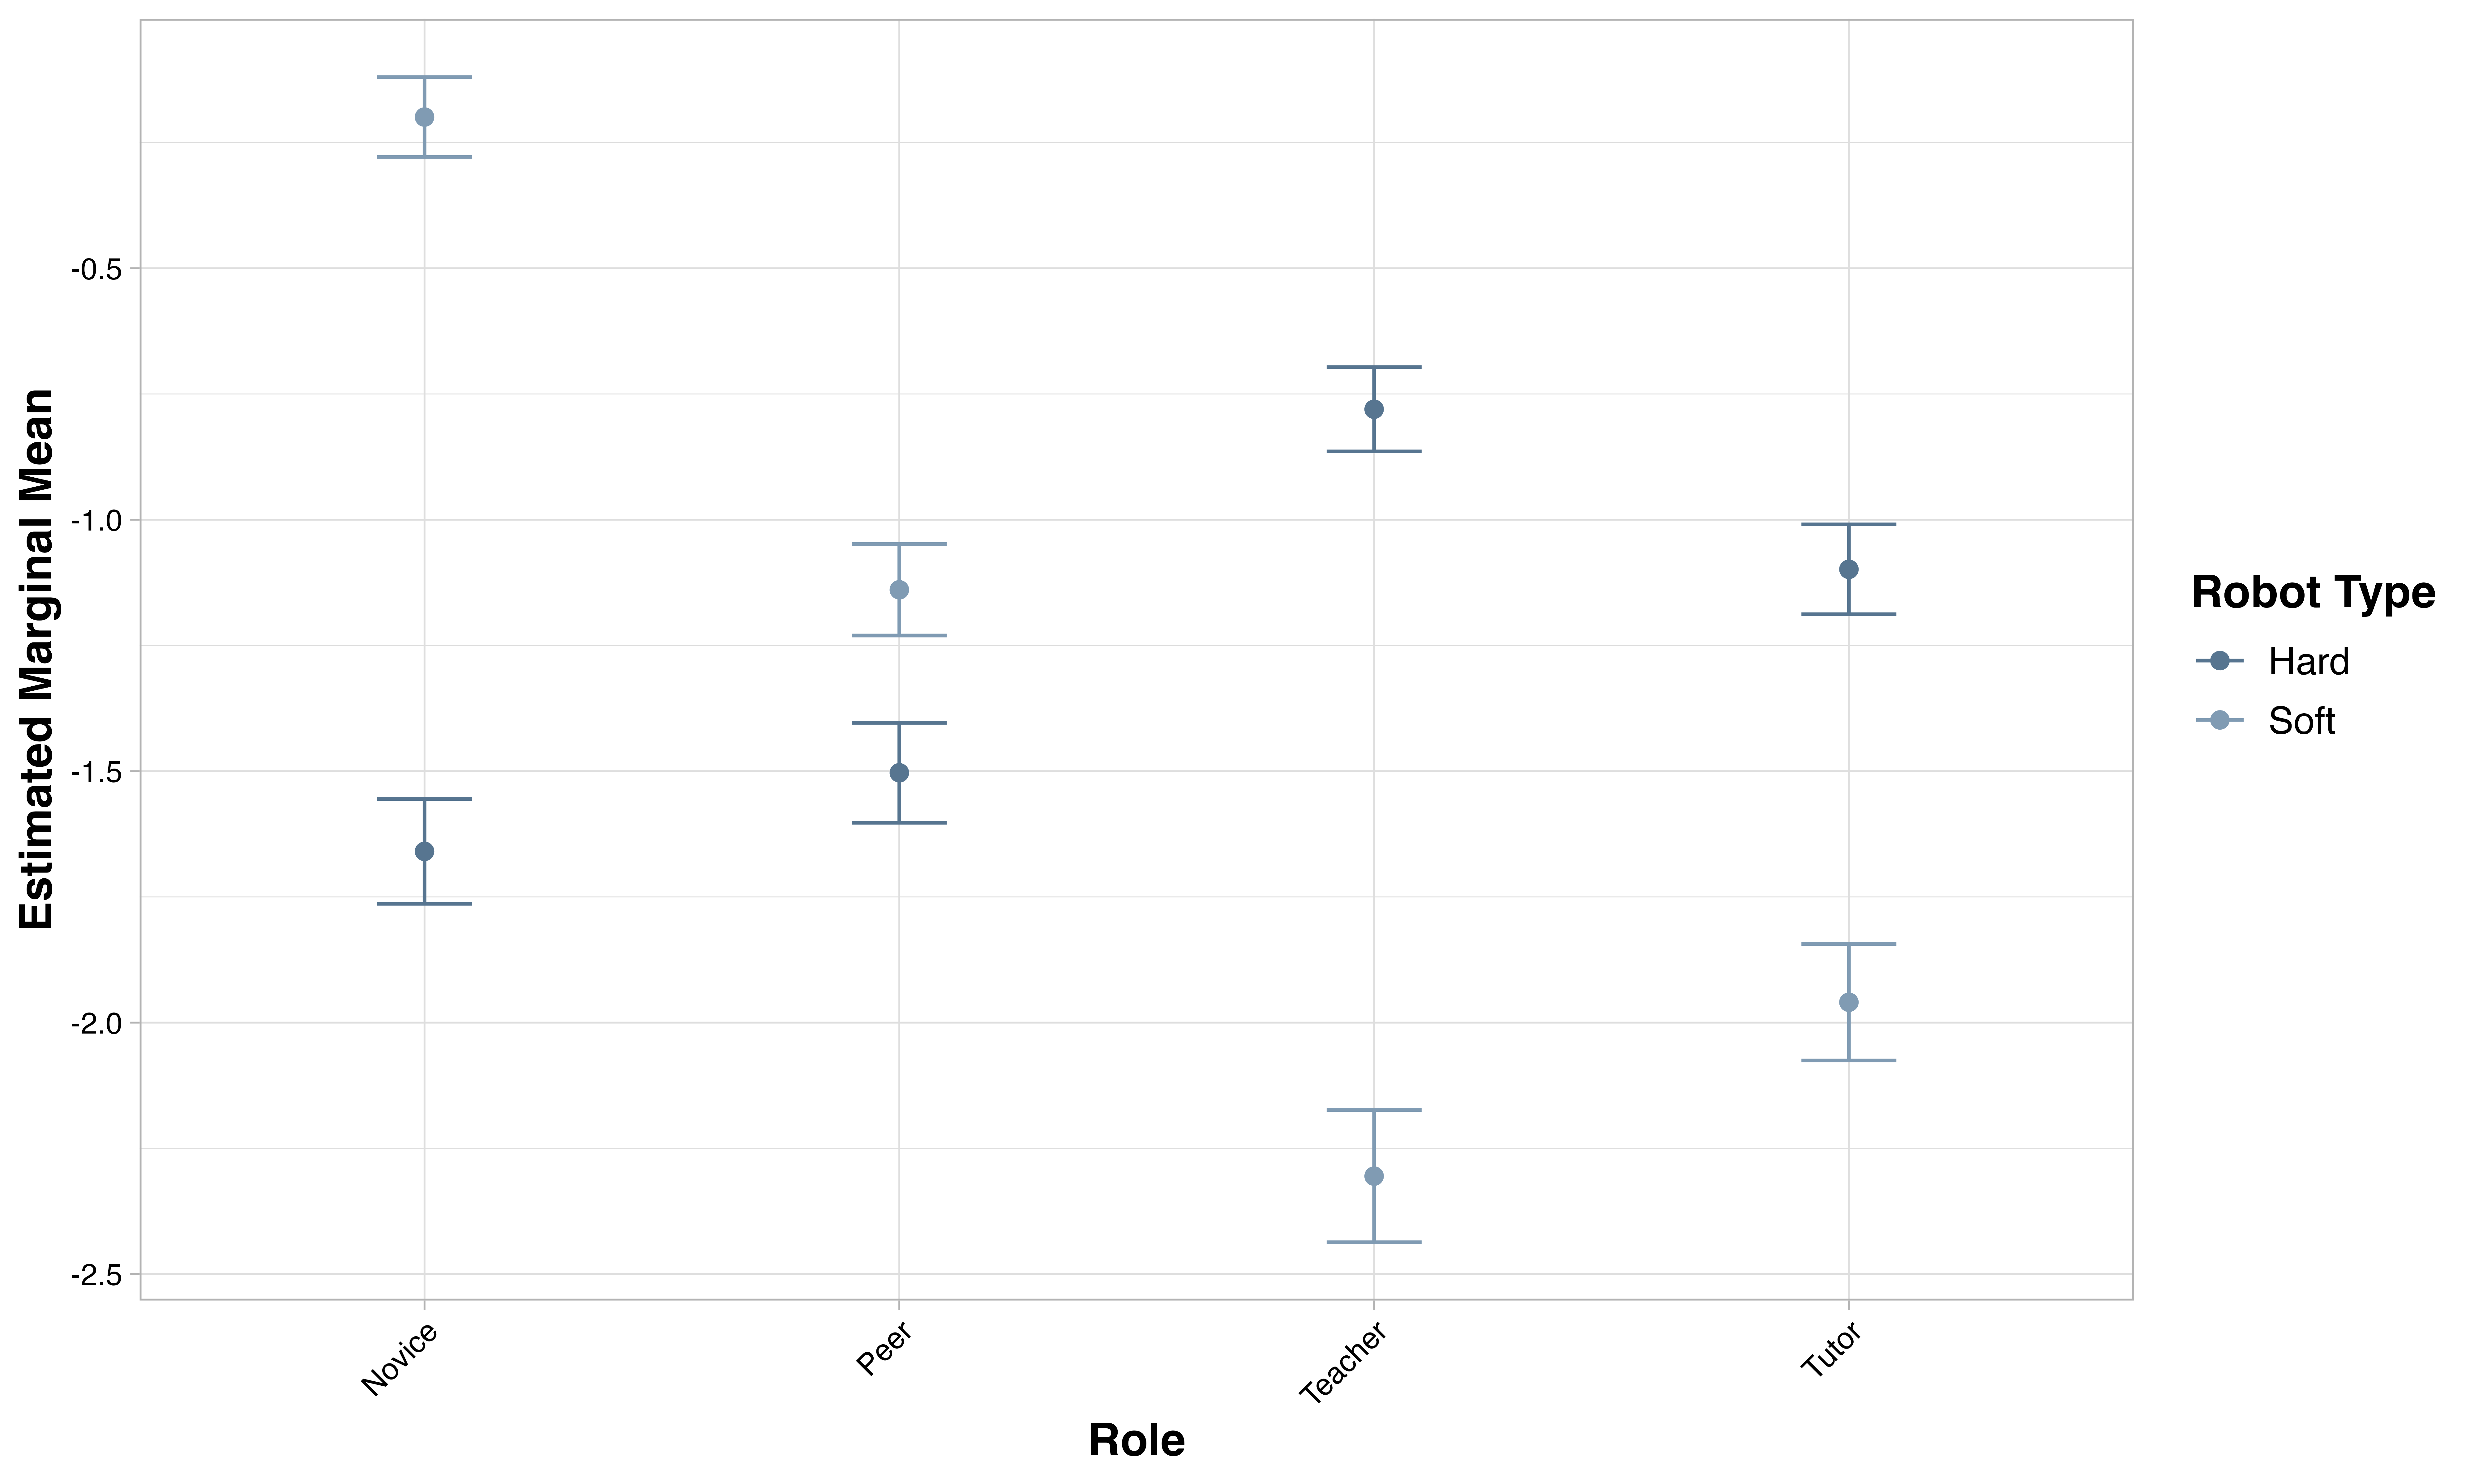 Estimated Marginal Mean
-0.5
-1.0
-1.5
-2.0
-2.5
Novice
Peer
Teacher
Tutor
Role
Robot Type
Hard
Soft